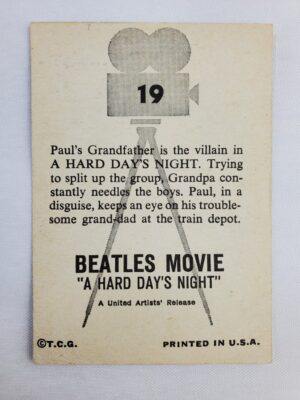 19
Paul's Grandfather is the villain in
A HARD DAY'S NIGHT. Trying
to split up the group, Grandpa con-
stantly needles the boys. Paul, in a
disguise, keeps an eye on his trouble-
some grand-dad at the train depot.
BEATLES MOVIE
"A HARD DAY'S NIGHT"
A United Artists' Release
©T.C.G.
PRINTED IN U.S.A.